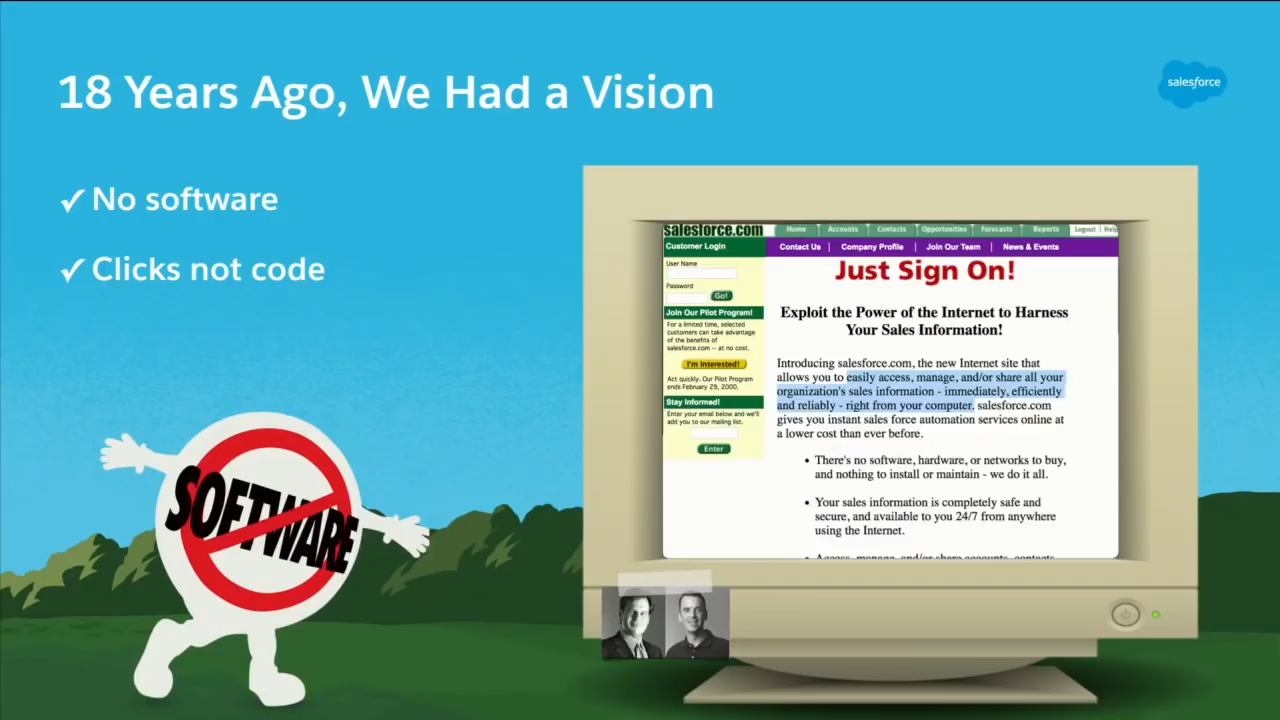 18 Years Ago, We Had a Vision
salesforce
✓ No software
✓ Clicks not code
SOFTWARE
salesforce.com
Home Accounts Contacts Opportunities Forecasts Reports Logout | Help
Customer Login
Contact Us | Company Profile | Join Our Team | News & Events
User Name
Password
Go!
Join Our Pilot Program!
For a limited time, selected
customers can take advantage
of the benefits of
salesforce.com -- at no cost.
I'm Interested!
Act quickly. Our Pilot Program
ends February 29, 2000.
Stay Informed!
Enter your email below and we'll
add you to our mailing list.
Enter
Just Sign On!
Exploit the Power of the Internet to Harness
Your Sales Information!
Introducing salesforce.com, the new Internet site that
allows you to easily access, manage, and/or share all your
organization's sales information - immediately, efficiently
and reliably - right from your computer. salesforce.com
gives you instant sales force automation services online at
a lower cost than ever before.
• There's no software, hardware, or networks to buy,
and nothing to install or maintain - we do it all.
• Your sales information is completely safe and
secure, and available to you 24/7 from anywhere
using the Internet.
• Access, manage, and/or share accounts, contacts,